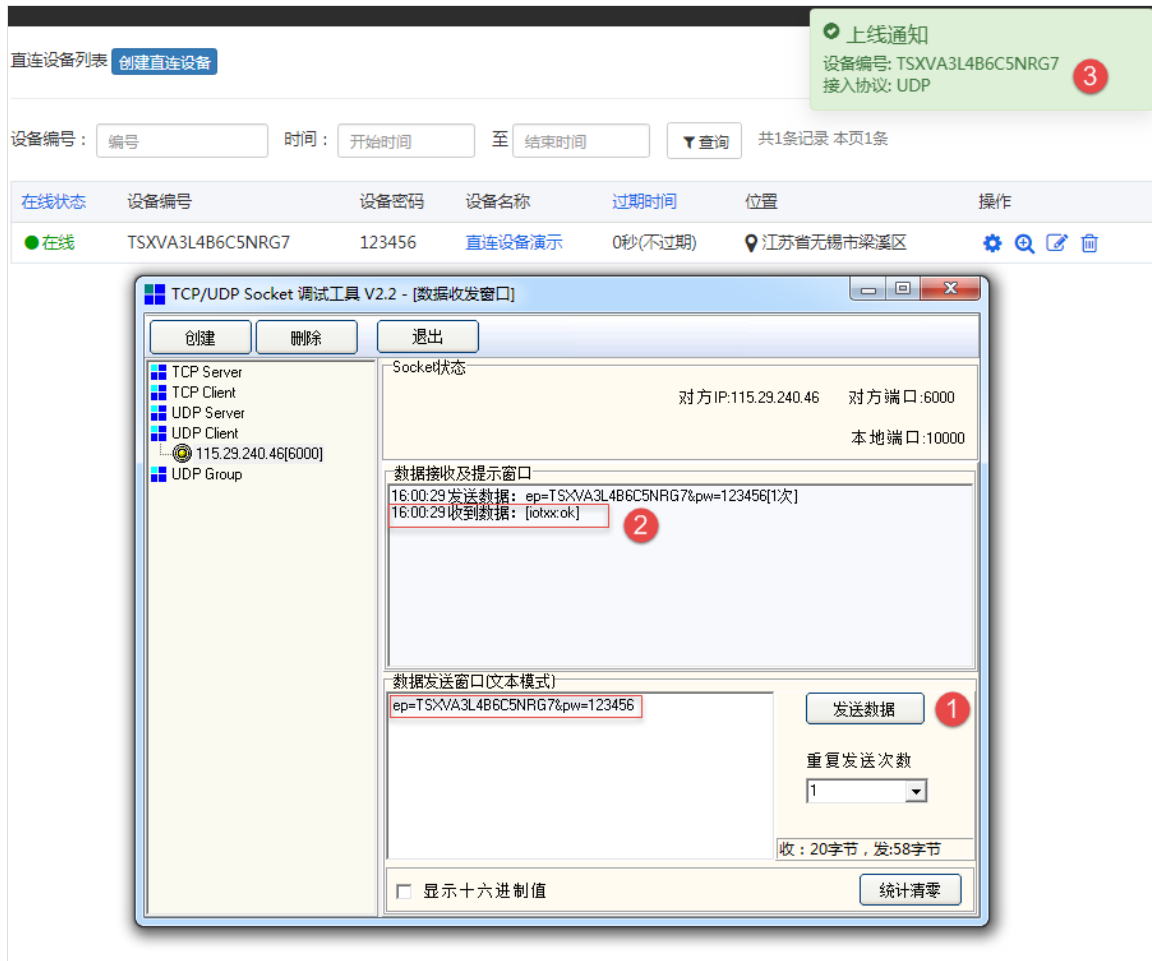 上线通知
设备编号: TSXVA3L4B6C5NRG7
接入协议: UDP
3
直连设备列表 创建直连设备
设备编号： 编号 时间： 开始时间 至 结束时间 查询 共1条记录 本页1条
在线状态 设备编号 设备密码 设备名称 过期时间 位置 操作
在线 TSXVA3L4B6C5NRG7 123456 直连设备演示 0秒(不过期) 江苏省无锡市梁溪区
TCP/UDP Socket 调试工具 V2.2 - [数据收发窗口]
创建 删除 退出
TCP Server
TCP Client
UDP Server
UDP Client
115.29.240.46[6000]
UDP Group
Socket状态
对方IP:115.29.240.46 对方端口:6000
本地端口:10000
数据接收及提示窗口
16:00:29 发送数据：ep=TSXVA3L4B6C5NRG7&pw=123456[1次]
16:00:29 收到数据：[iotxx:ok]
2
数据发送窗口(文本模式)
ep=TSXVA3L4B6C5NRG7&pw=123456
发送数据
1
重复发送次数
1
收：20字节，发:58字节
显示十六进制值
统计清零